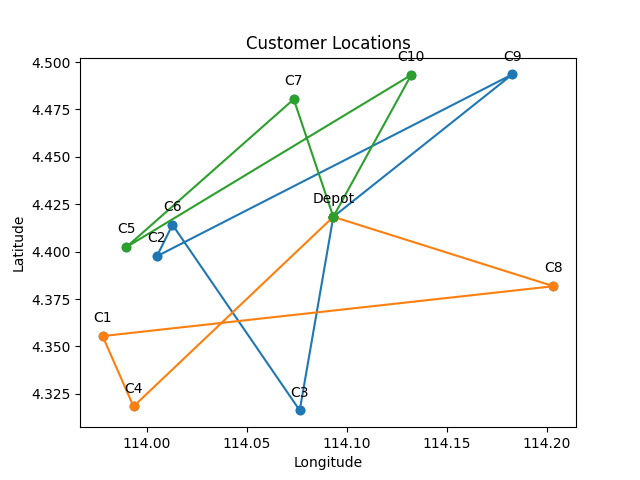 Customer Locations
4.500
4.475
4.450
4.425
4.400
4.375
4.350
4.325
Latitude
C10
C9
C7
Depot
C6
C5
C2
C8
C1
C4
C3
114.00
114.05
114.10
114.15
114.20
Longitude